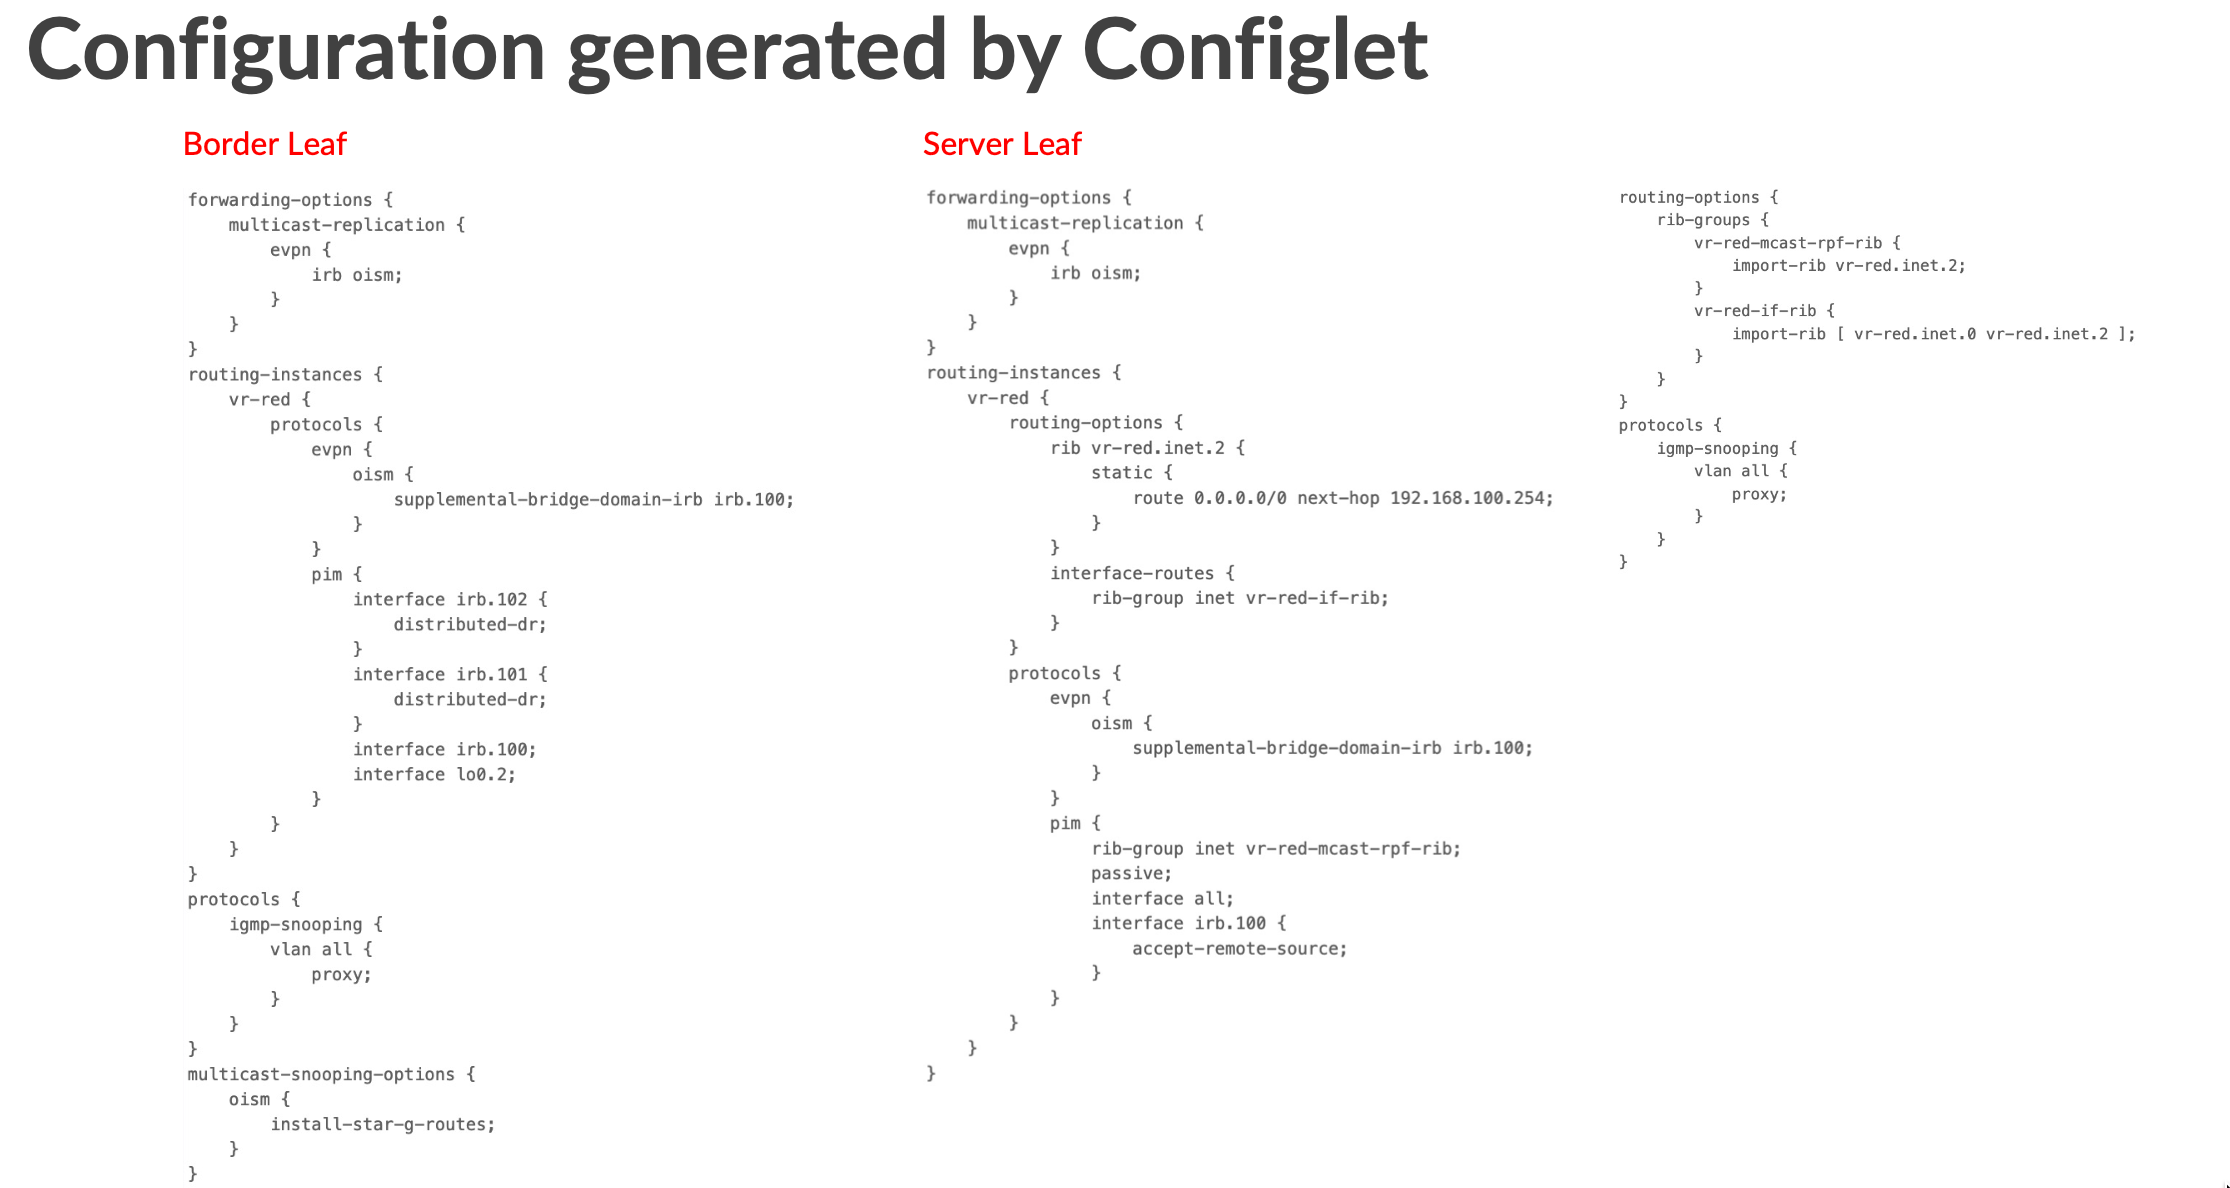 Configuration generated by Configlet
Border Leaf
forwarding-options {
    multicast-replication {
        evpn {
            irb oism;
        }
    }
}
routing-instances {
    vr-red {
        protocols {
            evpn {
                oism {
                    supplemental-bridge-domain-irb irb.100;
                }
            }
            pim {
                interface irb.102 {
                    distributed-dr;
                }
                interface irb.101 {
                    distributed-dr;
                }
                interface irb.100;
                interface lo0.2;
            }
        }
    }
}
protocols {
    igmp-snooping {
        vlan all {
            proxy;
        }
    }
}
multicast-snooping-options {
    oism {
        install-star-g-routes;
    }
}
Server Leaf
forwarding-options {
    multicast-replication {
        evpn {
            irb oism;
        }
    }
}
routing-instances {
    vr-red {
        routing-options {
            rib vr-red.inet.2 {
                static {
                    route 0.0.0.0/0 next-hop 192.168.100.254;
                }
            }
            interface-routes {
                rib-group inet vr-red-if-rib;
            }
        }
        protocols {
            evpn {
                oism {
                    supplemental-bridge-domain-irb irb.100;
                }
            }
            pim {
                rib-group inet vr-red-mcast-rpf-rib;
                passive;
                interface all;
                interface irb.100 {
                    accept-remote-source;
                }
            }
        }
    }
}
routing-options {
    rib-groups {
        vr-red-mcast-rpf-rib {
            import-rib vr-red.inet.2;
        }
        vr-red-if-rib {
            import-rib [ vr-red.inet.0 vr-red.inet.2 ];
        }
    }
}
protocols {
    igmp-snooping {
        vlan all {
            proxy;
        }
    }
}